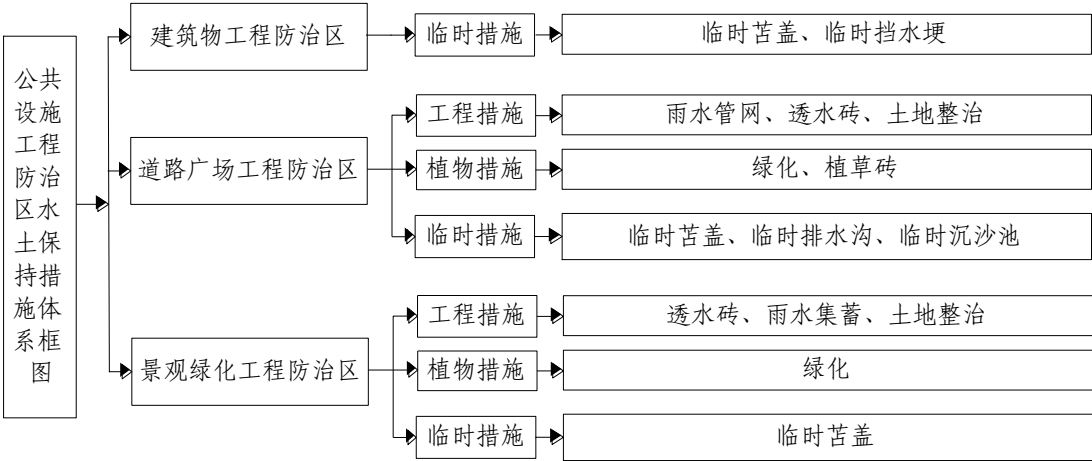 公共
设施
工程
防治
区水
土保
持措
施体
系框
图
建筑物工程防治区
临时措施
临时苫盖、临时挡水埂
道路广场工程防治区
工程措施
雨水管网、透水砖、土地整治
植物措施
绿化、植草砖
临时措施
临时苫盖、临时排水沟、临时沉沙池
景观绿化工程防治区
工程措施
透水砖、雨水集蓄、土地整治
植物措施
绿化
临时措施
临时苫盖